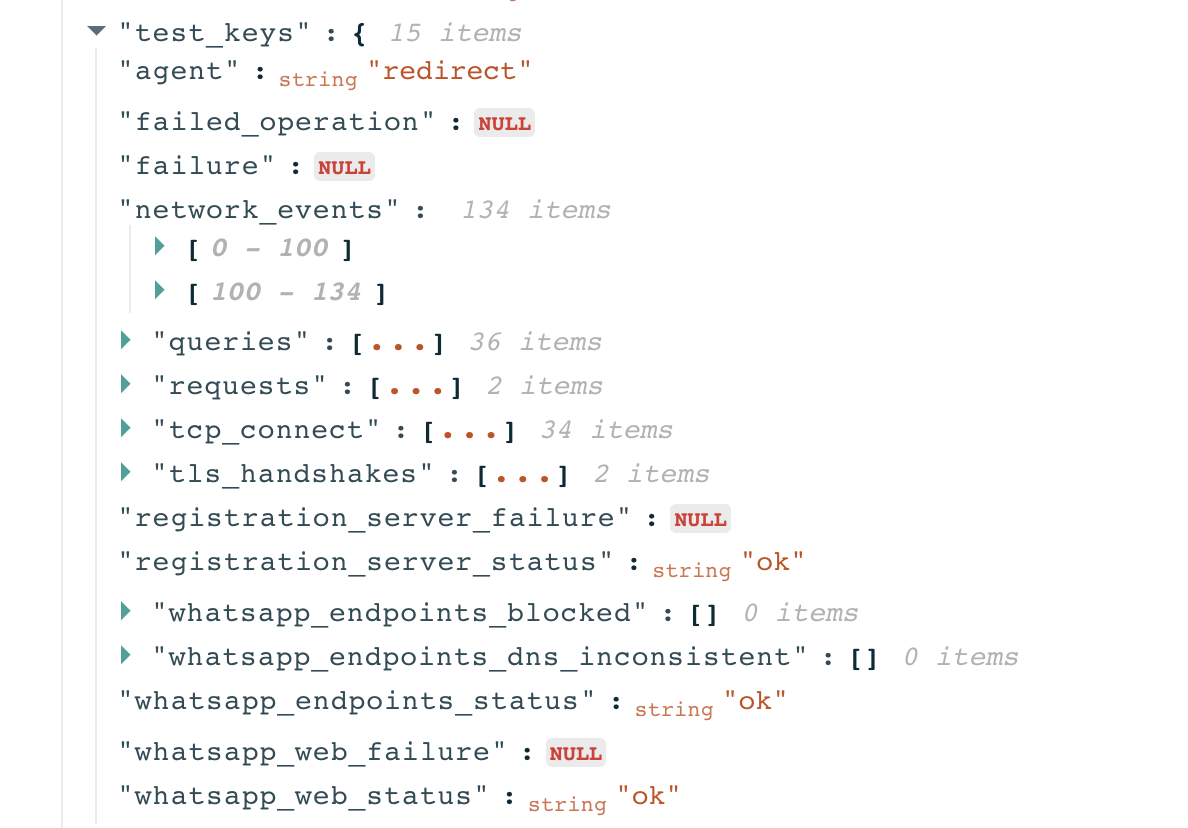 "test_keys" : { 15 items
"agent" : string "redirect"
"failed_operation" : NULL
"failure" : NULL
"network_events" : 134 items
[ 0 - 100 ]
[ 100 - 134 ]
"queries" : [...] 36 items
"requests" : [...] 2 items
"tcp_connect" : [...] 34 items
"tls_handshakes" : [...] 2 items
"registration_server_failure" : NULL
"registration_server_status" : string "ok"
"whatsapp_endpoints_blocked" : [] 0 items
"whatsapp_endpoints_dns_inconsistent" : [] 0 items
"whatsapp_endpoints_status" : string "ok"
"whatsapp_web_failure" : NULL
"whatsapp_web_status" : string "ok"